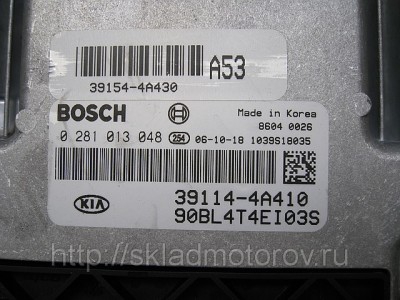 A53
39154-4A430
BOSCH
Made in Korea
8604 0026
0 281 013 048 254 06-10-18 1039S18035
KIA
39114-4A410
90BL4T4EI03S
http://skladmotorov.ru